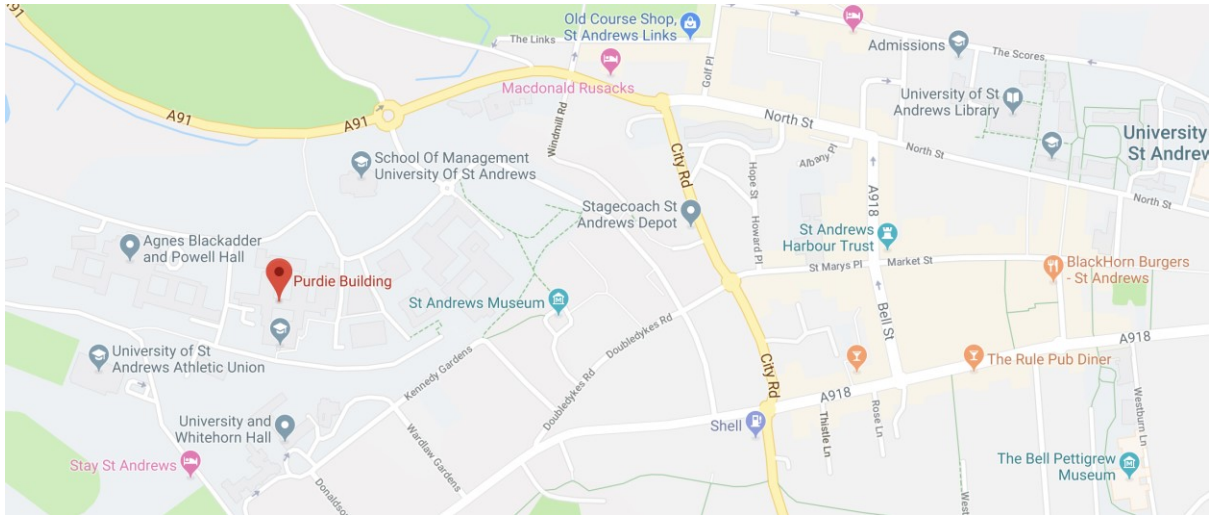 Old Course Shop,
St Andrews Links
The Links
Macdonald Rusacks
Golf Pl
Admissions
The Scores
University of St
Andrews Library
University
St Andrew
A91
A91
A91
Windmill Rd
City Rd
North St
North St
North St
Albany Pl
A918
School Of Management
University Of St Andrews
Stagecoach St
Andrews Depot
Hope St
Howard Pl
St Andrews
Harbour Trust
St Marys Pl
Market St
BlackHorn Burgers
- St Andrews
Agnes Blackadder
and Powell Hall
Purdie Building
St Andrews Museum
Doubledykes Rd
Doubledykes Rd
Bell St
A918
University of St
Andrews Athletic Union
Kennedy Gardens
City Rd
The Rule Pub Diner
A918
University and
Whitehorn Hall
Wardlaw Gardens
Shell
Thistle Ln
Rose Ln
Westburn Ln
Stay St Andrews
The Bell Pettigrew
Museum
Donaldson
West